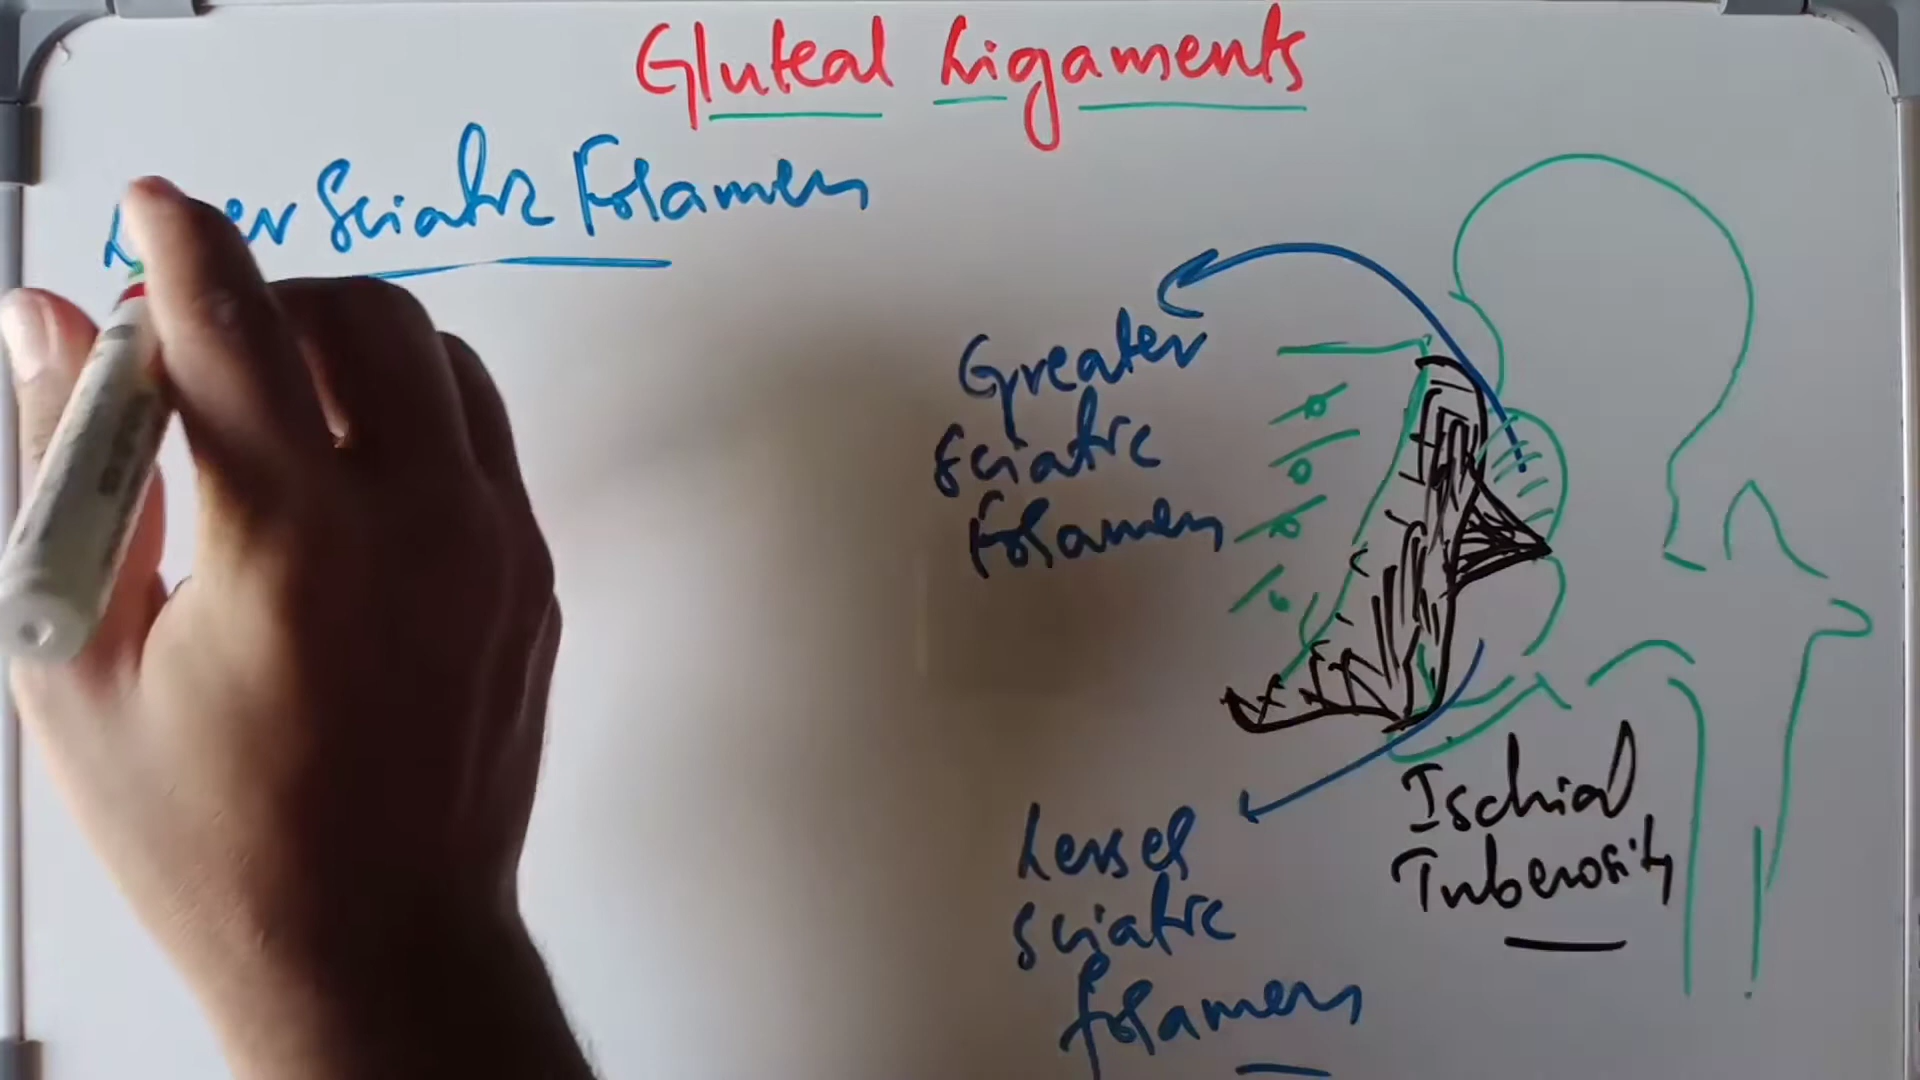 Gluteal Ligaments
Sciatic Foramen
Greater
Sciatic
Foramen
Ischial
Tuberosity
Lesser
Sciatic
foramen